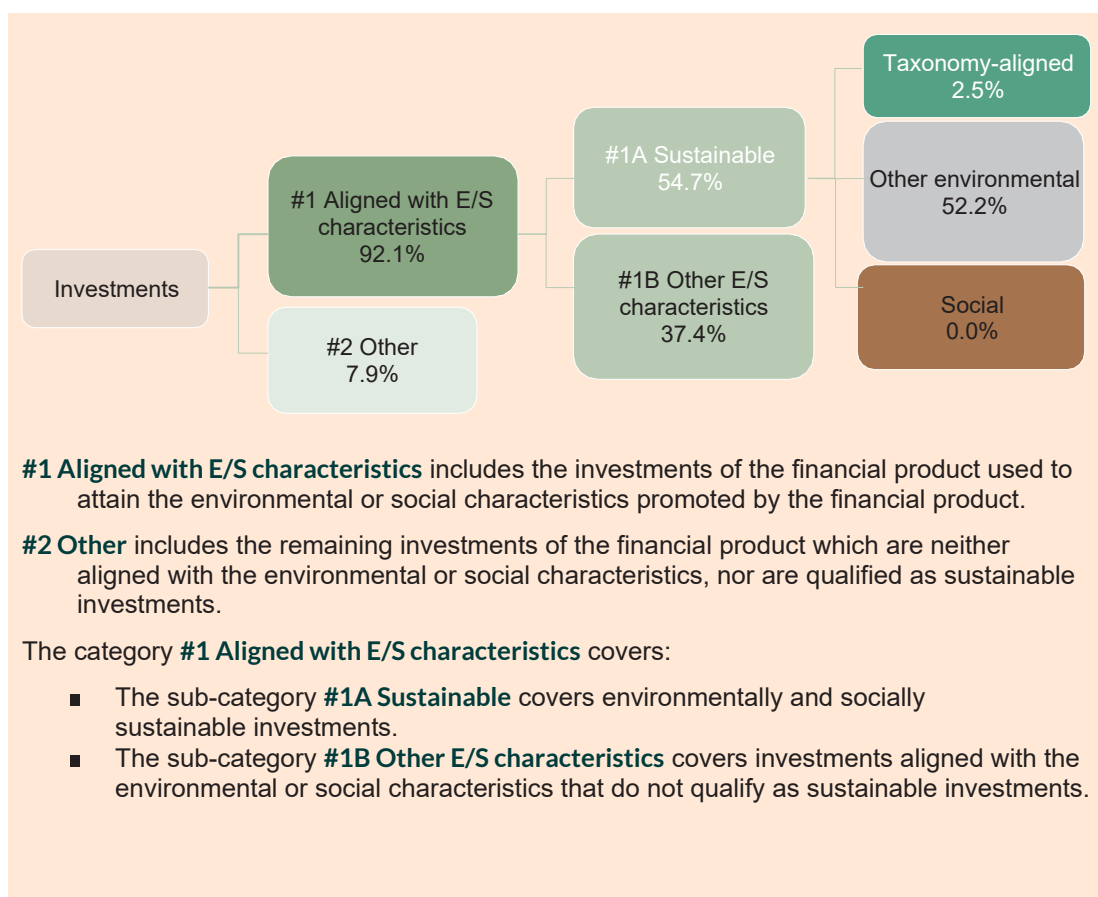 Investments
#1 Aligned with E/S
characteristics
92.1%
#2 Other
7.9%
#1A Sustainable
54.7%
#1B Other E/S
characteristics
37.4%
Taxonomy-aligned
2.5%
Other environmental
52.2%
Social
0.0%
#1 Aligned with E/S characteristics includes the investments of the financial product used to
attain the environmental or social characteristics promoted by the financial product.
#2 Other includes the remaining investments of the financial product which are neither
aligned with the environmental or social characteristics, nor are qualified as sustainable
investments.
The category #1 Aligned with E/S characteristics covers:
▪ The sub-category #1A Sustainable covers environmentally and socially
sustainable investments.
▪ The sub-category #1B Other E/S characteristics covers investments aligned with the
environmental or social characteristics that do not qualify as sustainable investments.